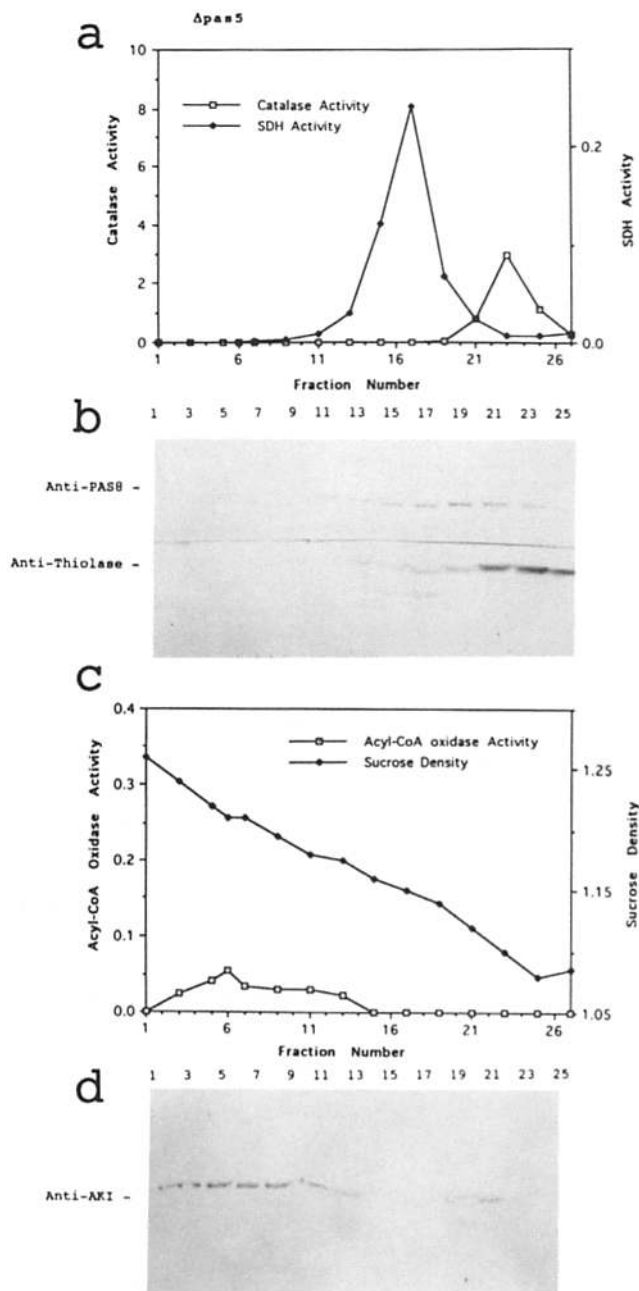 Δpas5
a
10
8
6
4
2
0
Catalase Activity
Catalase Activity
SDH Activity
0.2
0.0
SDH Activity
1 6 11 16 21 26
Fraction Number
b
1 3 5 7 9 11 13 15 17 19 21 23 25
Anti-PAS8 -
Anti-Thiolase -
c
0.4
0.3
0.2
0.1
0.0
Acyl-CoA Oxidase Activity
Acyl-CoA oxidase Activity
Sucrose Density
1.25
1.15
1.05
Sucrose Density
1 6 11 16 21 26
Fraction Number
d
1 3 5 7 9 11 13 15 17 19 21 23 25
Anti-AKI -